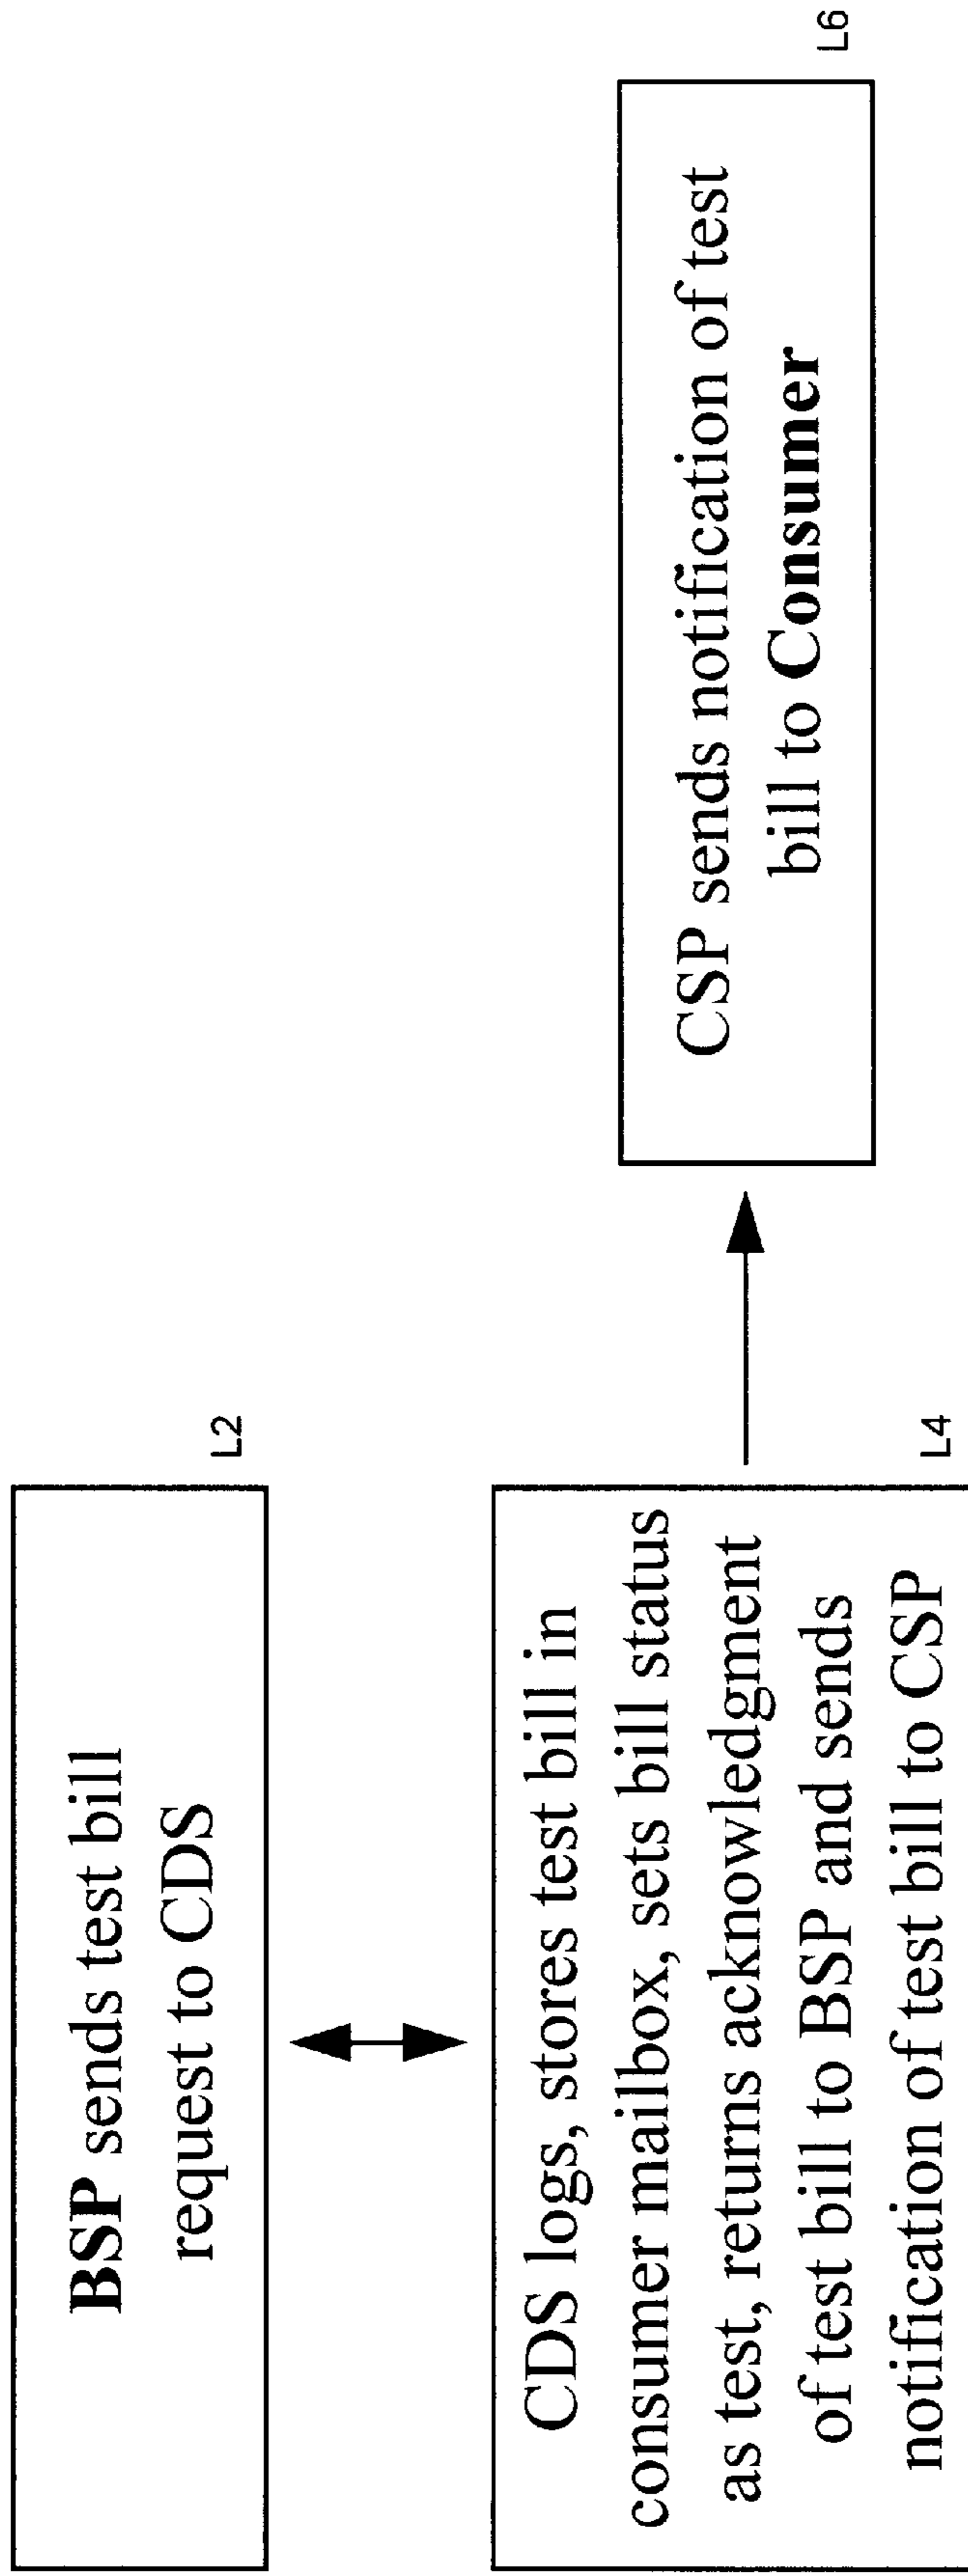 BSP sends test bill
request to CDS
L2
CDS logs, stores test bill in
consumer mailbox, sets bill status
as test, returns acknowledgment
of test bill to BSP and sends
notification of test bill to CSP
L4
CSP sends notification of test
bill to Consumer
L6